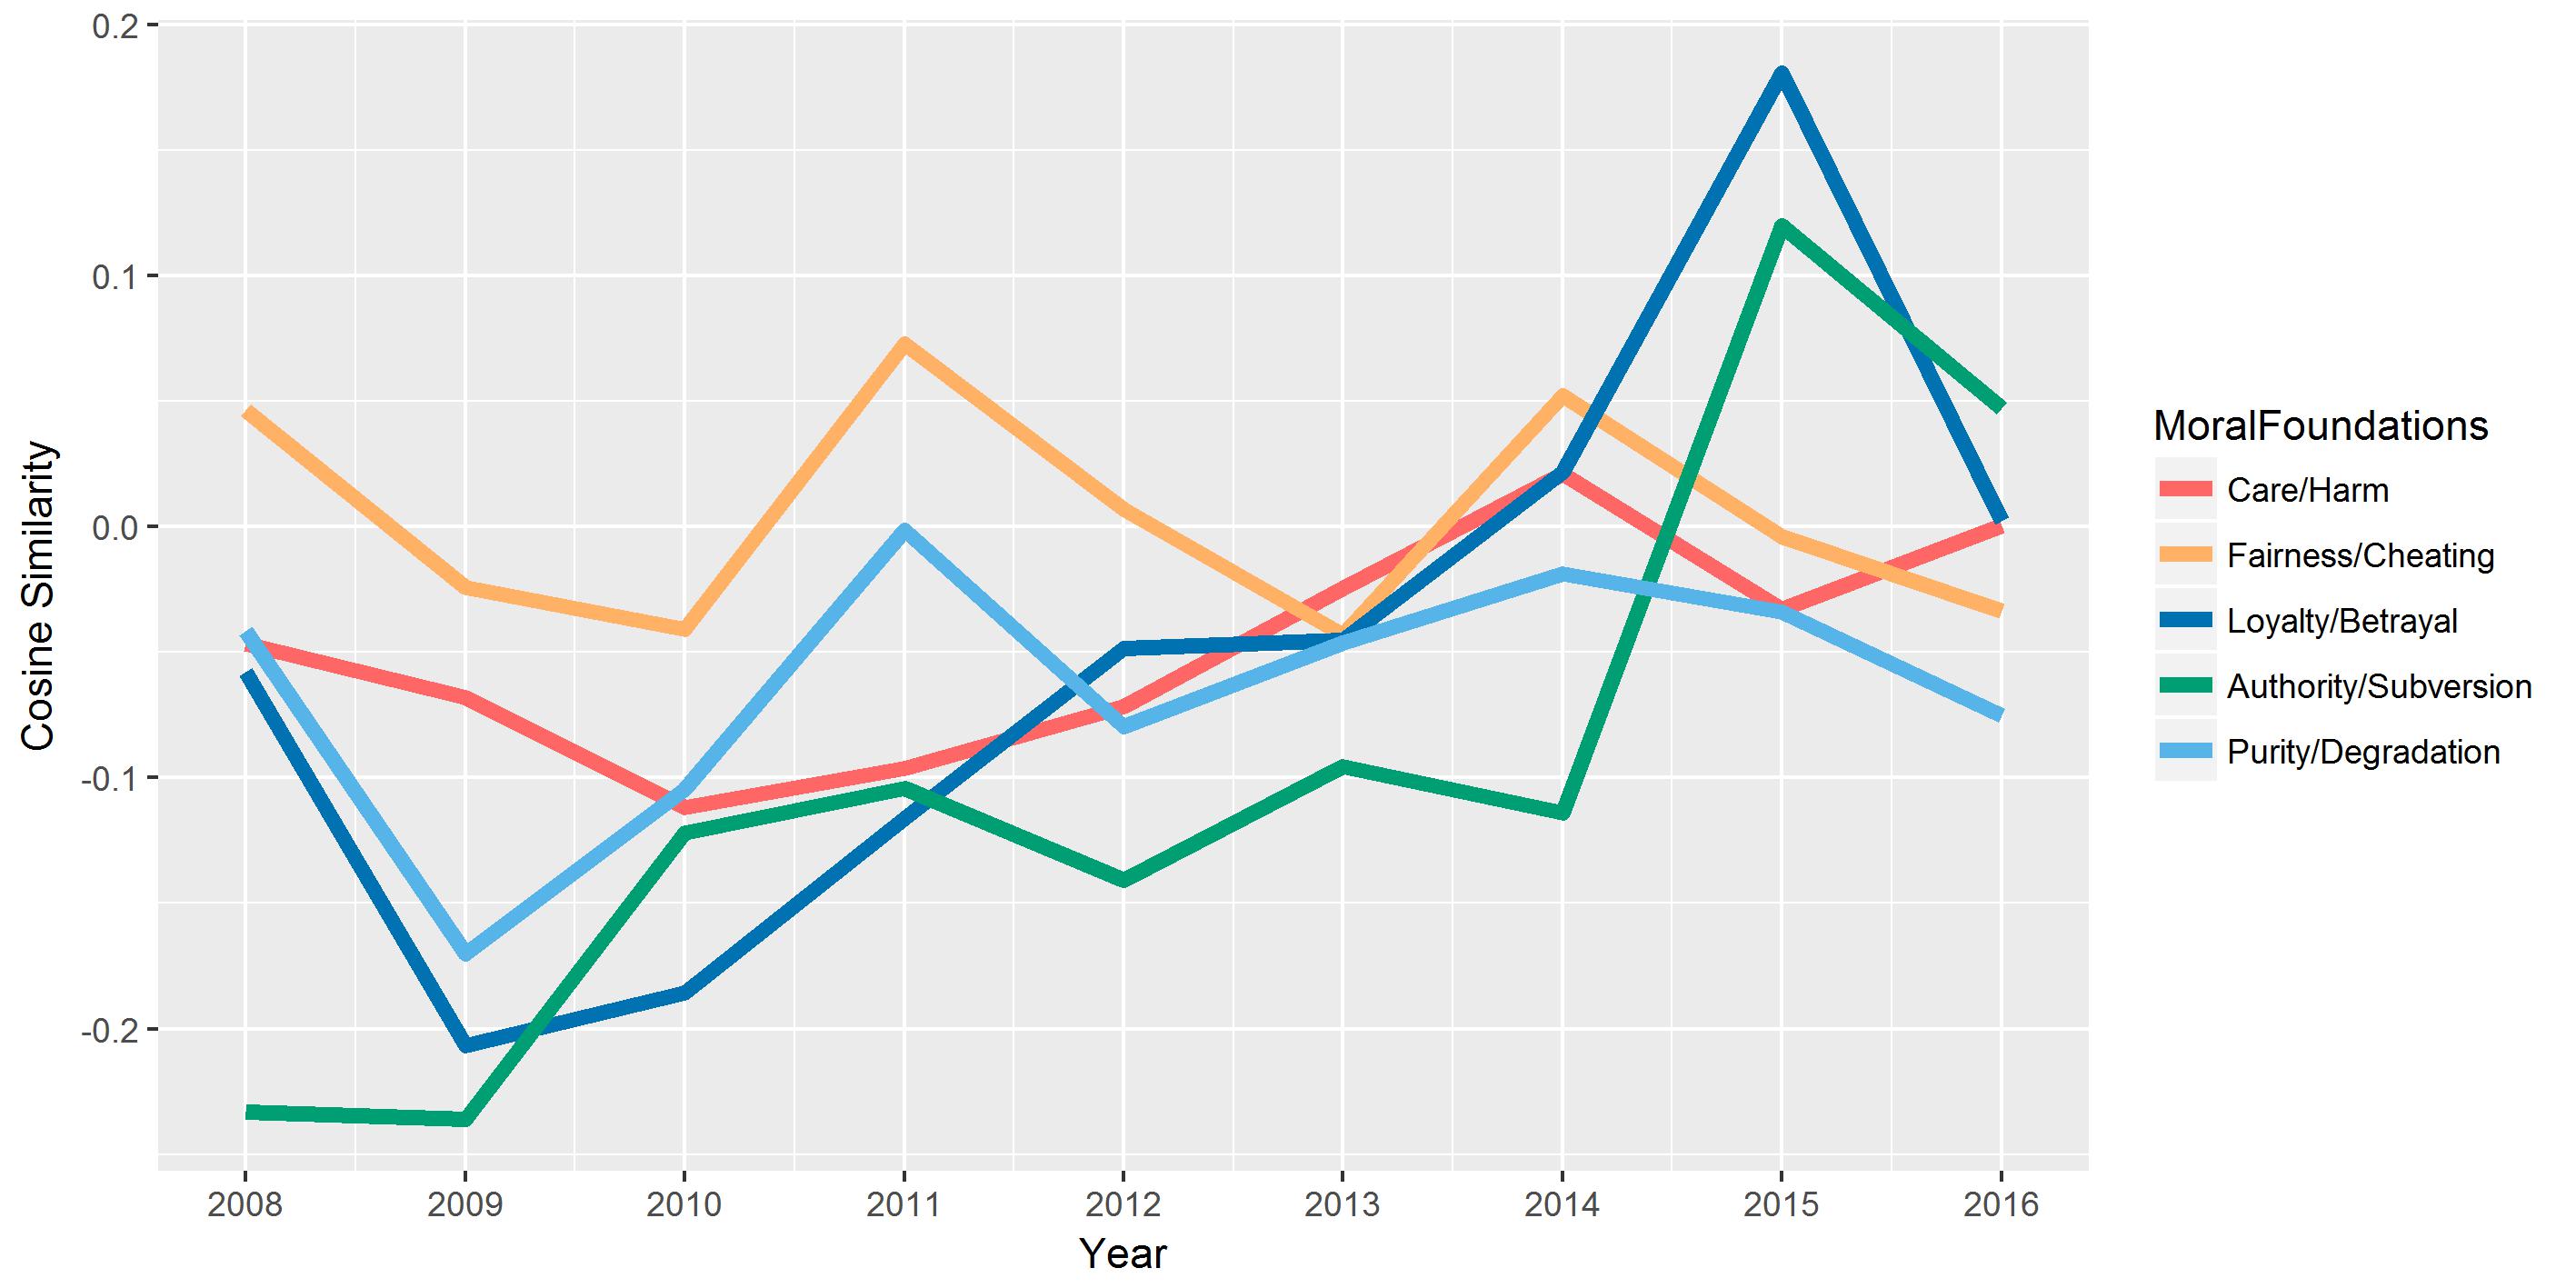 0.2
0.1
0.0
-0.1
-0.2
Cosine Similarity
2008 2009 2010 2011 2012 2013 2014 2015 2016
Year
MoralFoundations
Care/Harm
Fairness/Cheating
Loyalty/Betrayal
Authority/Subversion
Purity/Degradation